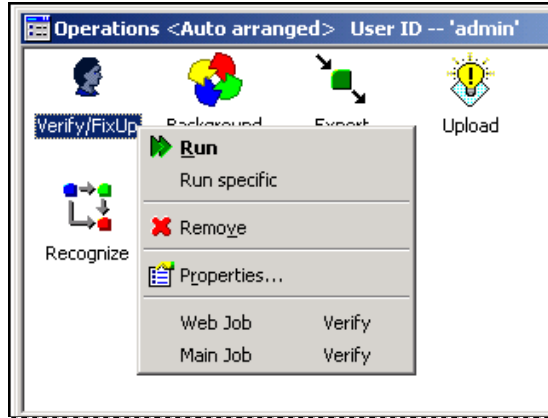 Operations <Auto arranged> User ID -- 'admin'
Verify/FixUp Background Export Upload
Run
Run specific
Remove
Recognize
Properties...
Web Job Verify
Main Job Verify